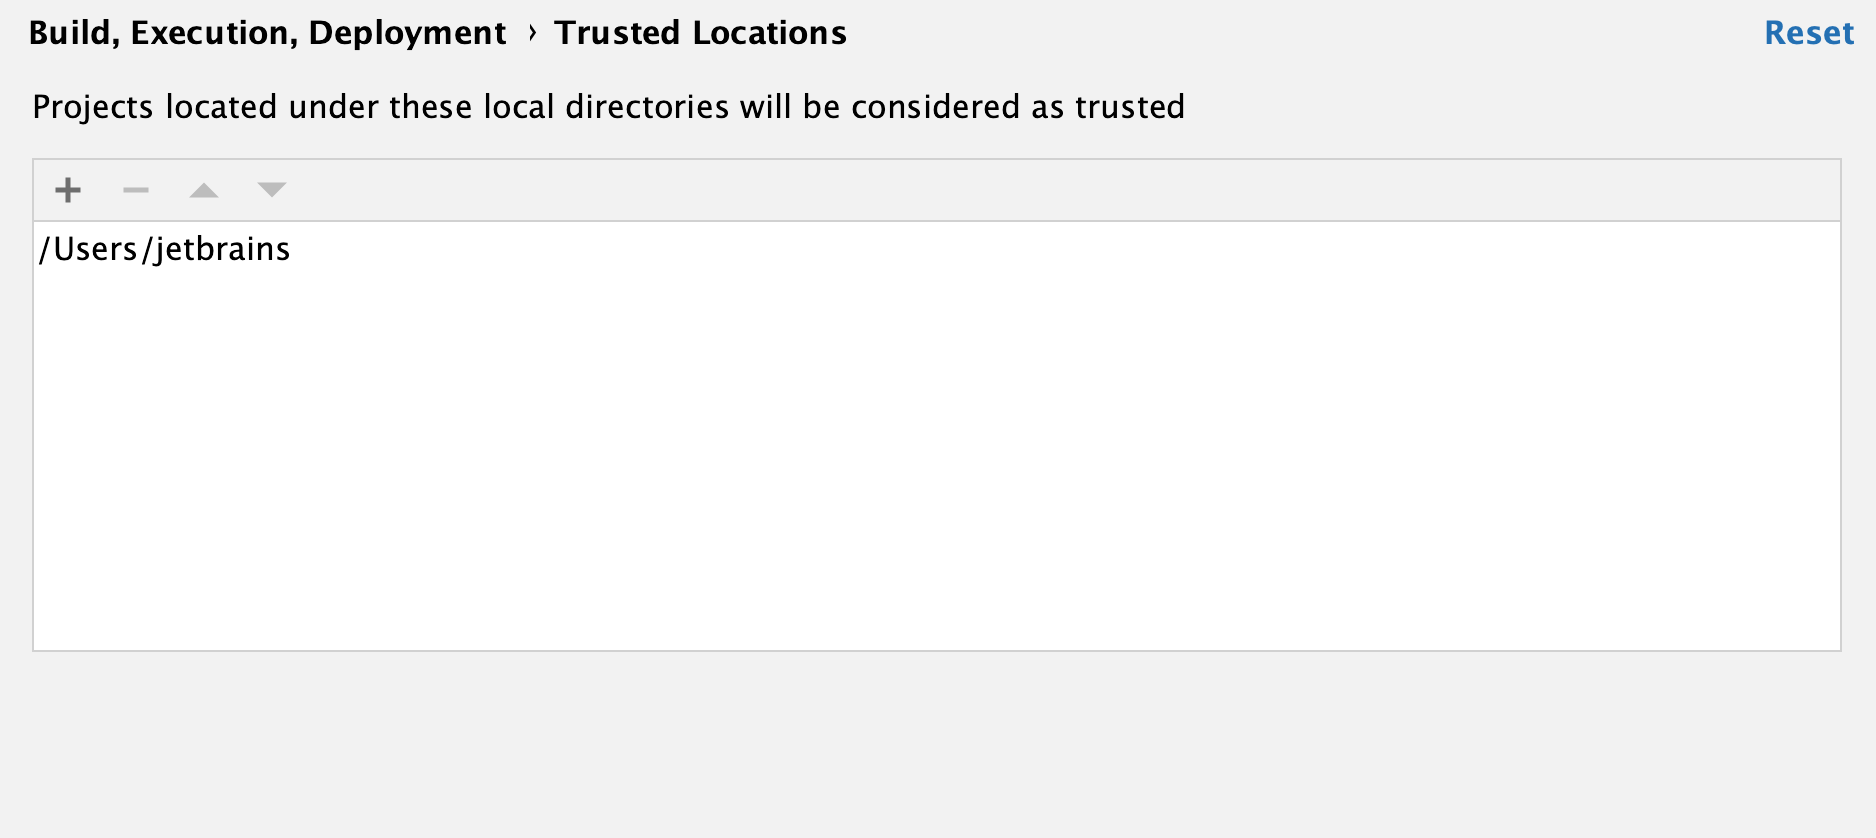 Build, Execution, Deployment › Trusted Locations Reset
Projects located under these local directories will be considered as trusted
/Users/jetbrains